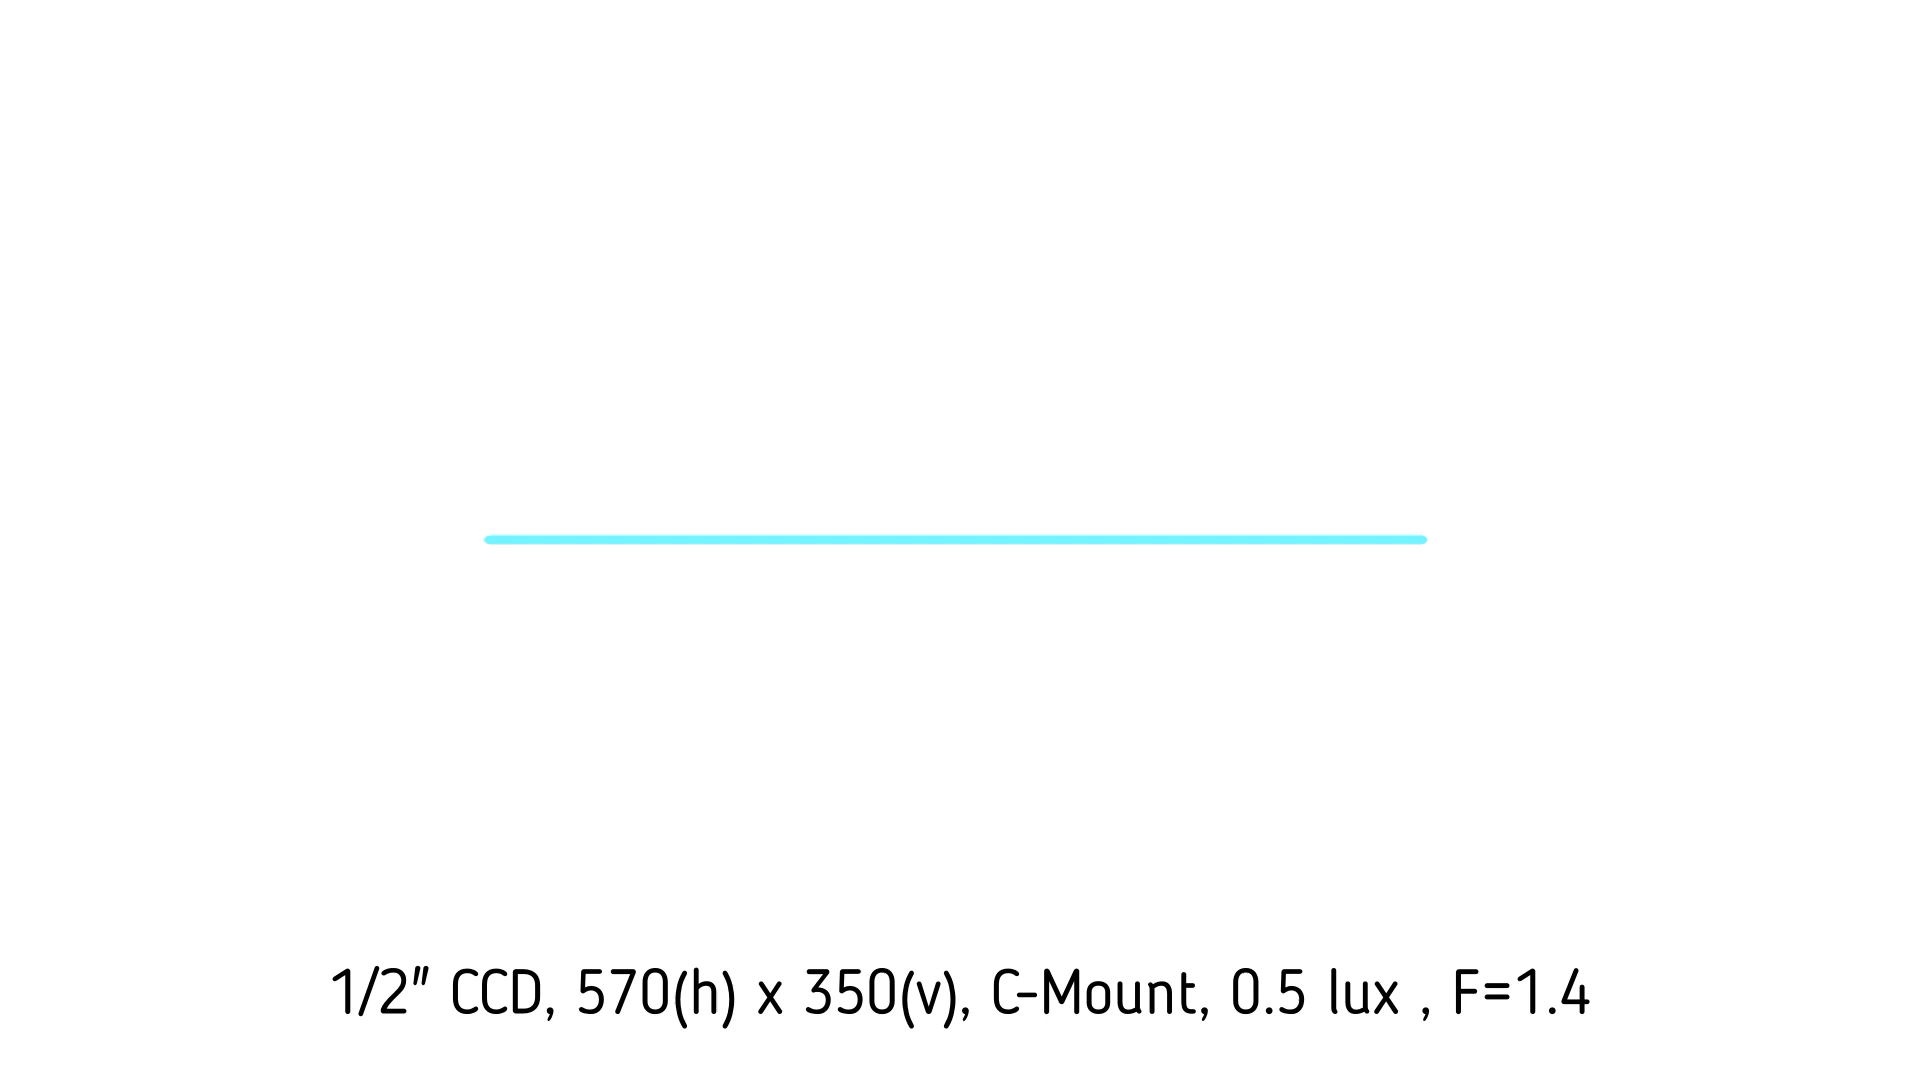 1/2" CCD, 570(h) x 350(v), C-Mount, 0.5 lux , F=1.4